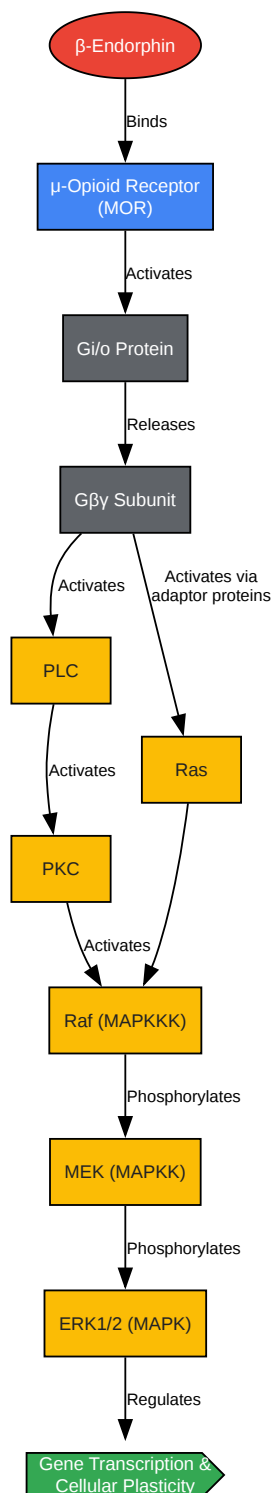 β-Endorphin
Binds
μ-Opioid Receptor
(MOR)
Activates
Gi/o Protein
Releases
Gβγ Subunit
Activates
Activates via
adaptor proteins
PLC
Activates
Ras
PKC
Activates
Raf (MAPKKK)
Phosphorylates
MEK (MAPKK)
Phosphorylates
ERK1/2 (MAPK)
Regulates
Gene Transcription &
Cellular Plasticity